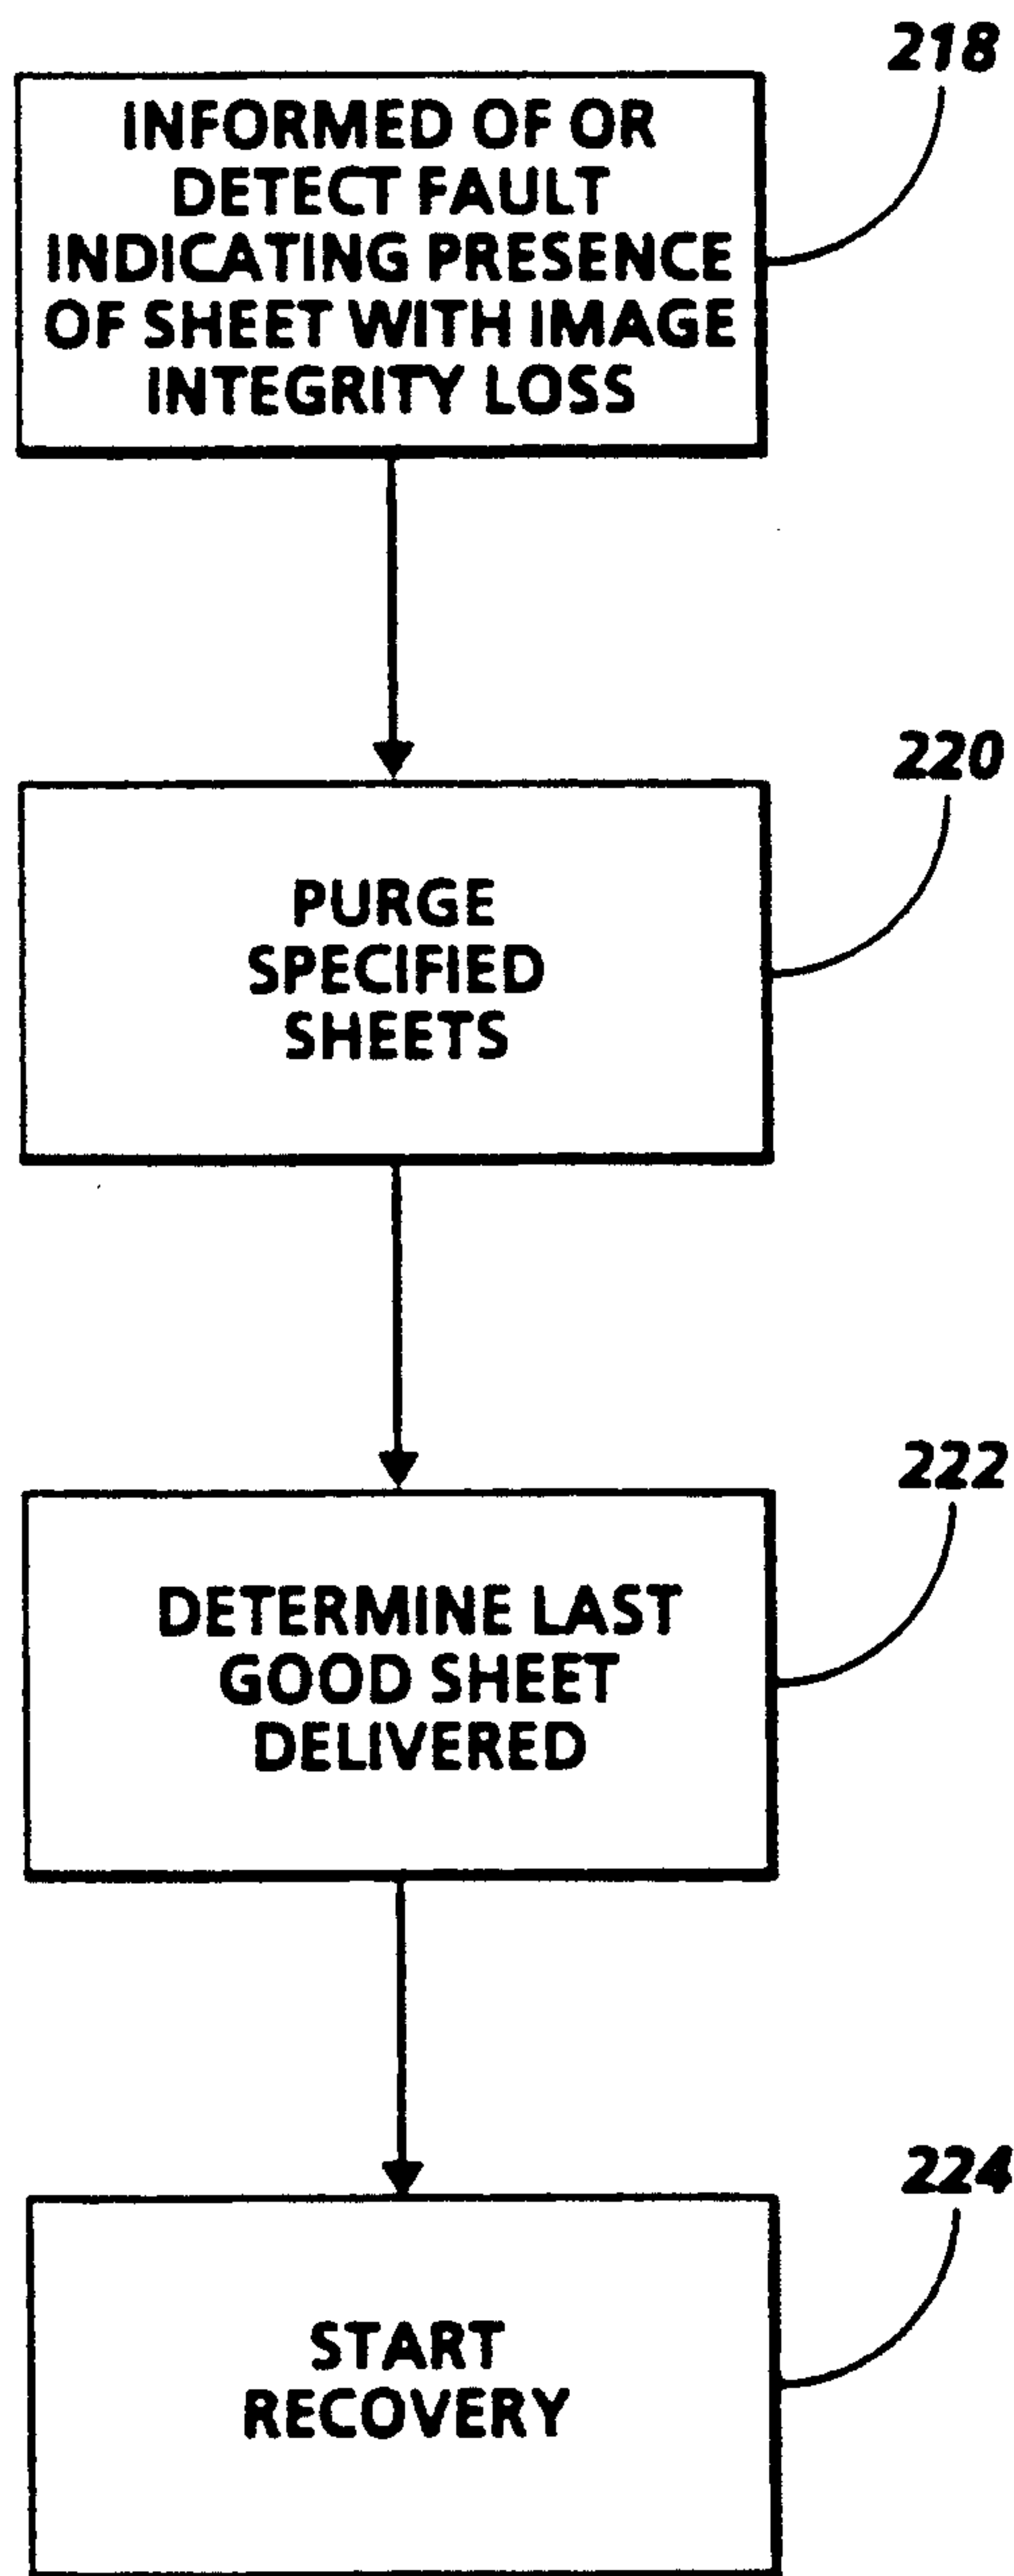 218
INFORMED OF OR
DETECT FAULT
INDICATING PRESENCE
OF SHEET WITH IMAGE
INTEGRITY LOSS
220
PURGE
SPECIFIED
SHEETS
222
DETERMINE LAST
GOOD SHEET
DELIVERED
224
START
RECOVERY